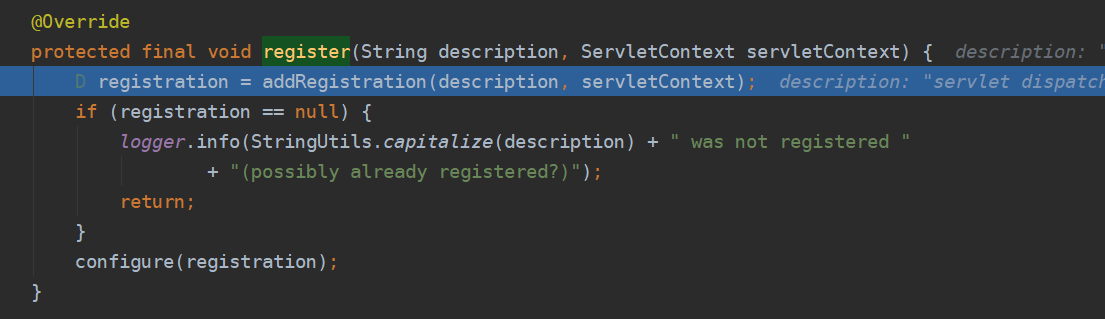 @Override
protected final void register(String description, ServletContext servletContext) {  description: "
D registration = addRegistration(description, servletContext);  description: "servlet dispatch
if (registration == null) {
logger.info(StringUtils.capitalize(description) + " was not registered "
+ "(possibly already registered?)");
return;
}
configure(registration);
}